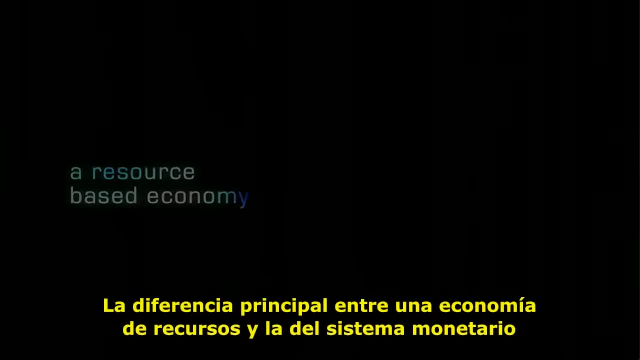 a resource
based economy
La diferencia principal entre una economía
de recursos y la del sistema monetario